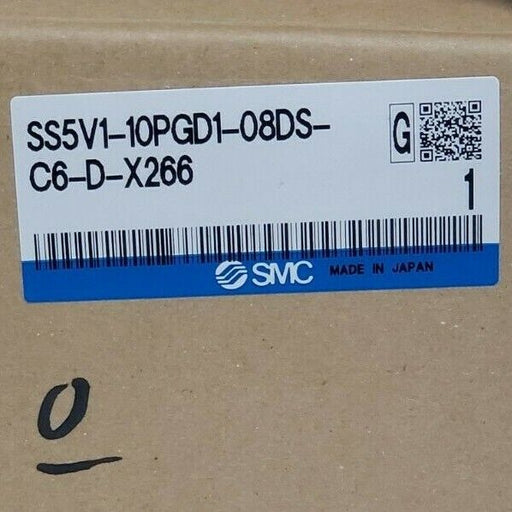 SS5V1-10PGD1-08DS-
C6-D-X266
G
1
SMC MADE IN JAPAN
0